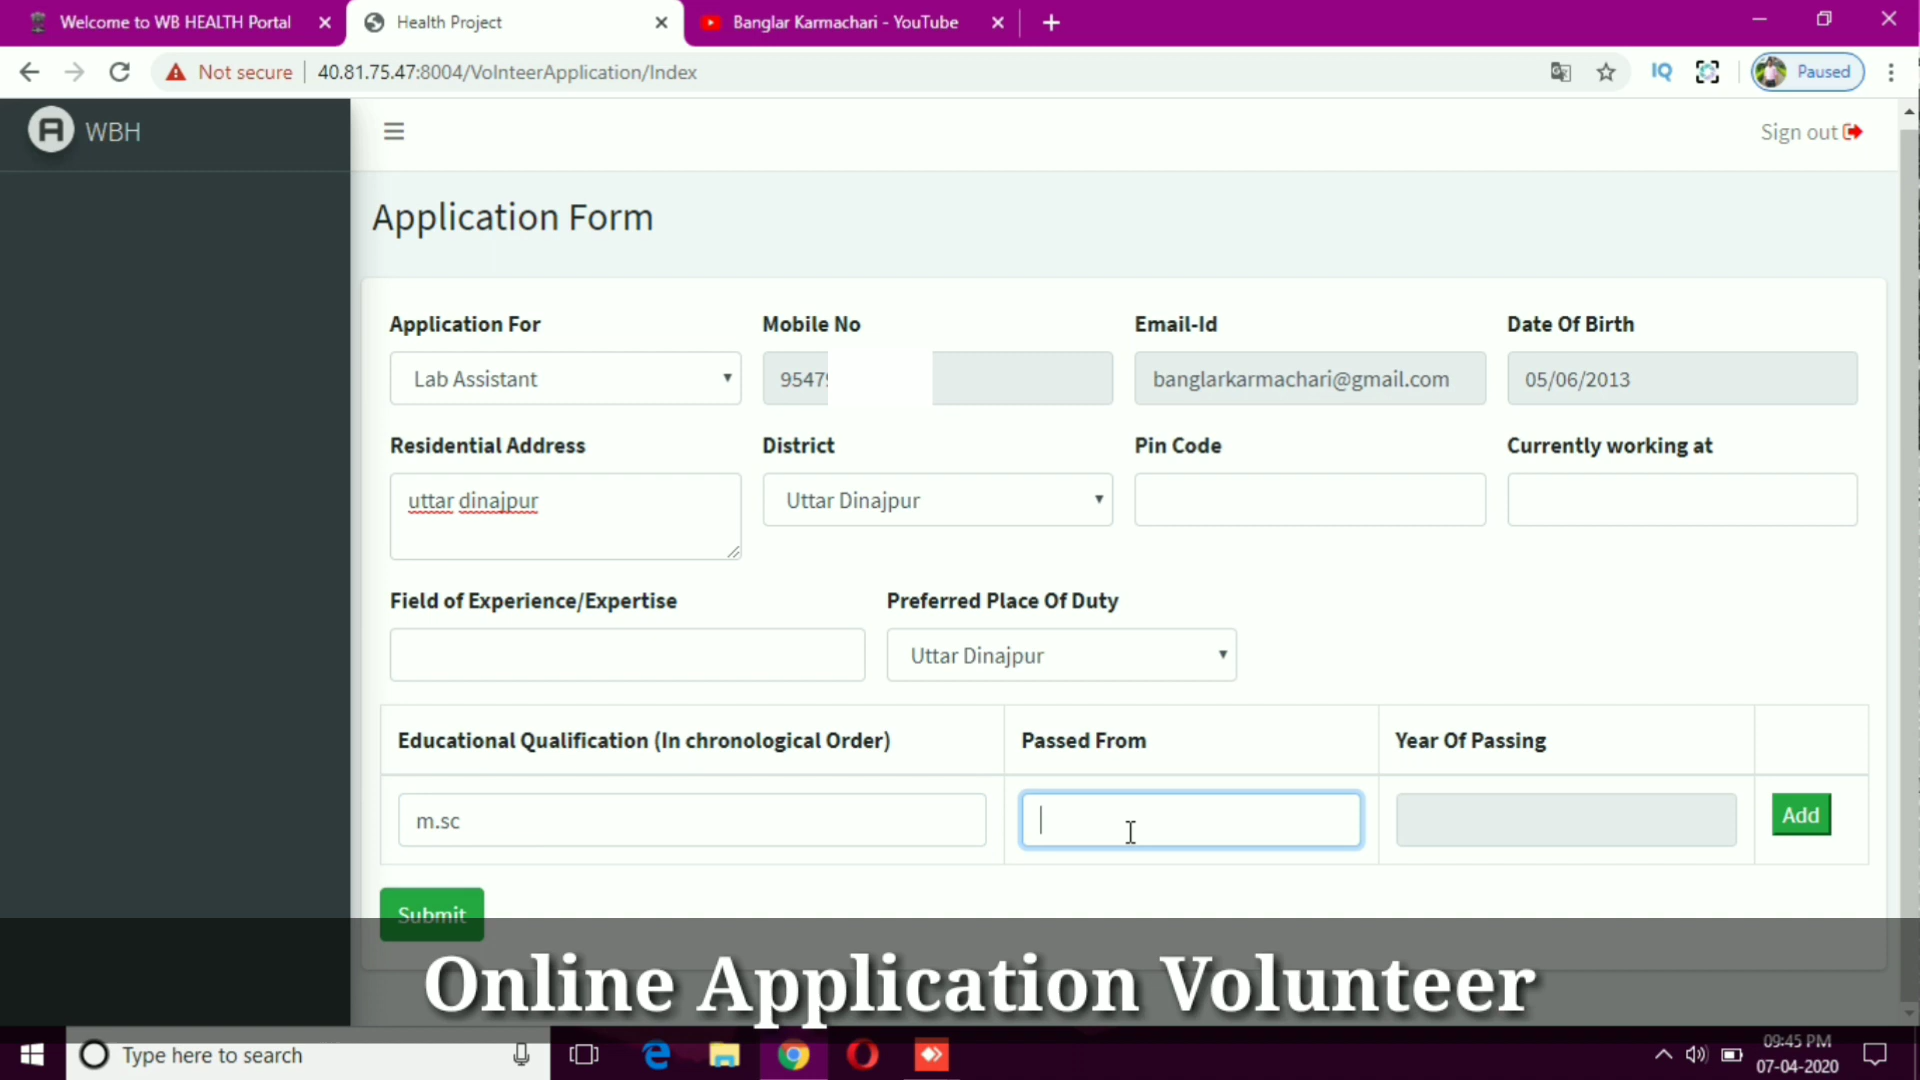 Welcome to WB HEALTH Portal
Health Project
Banglar Karmachari - YouTube
Not secure
40.81.75.47:8004/VolnteerApplication/Index
IQ
Paused
WBH
Sign out
Application Form
Application For
Mobile No
Email-Id
Date Of Birth
Lab Assistant
9547
banglarkarmachari@gmail.com
05/06/2013
Residential Address
District
Pin Code
Currently working at
uttar dinajpur
Uttar Dinajpur
Field of Experience/Expertise
Preferred Place Of Duty
Uttar Dinajpur
Educational Qualification (In chronological Order)
Passed From
Year Of Passing
m.sc
Add
Submit
Online Application Volunteer
Type here to search
09:45 PM
07-04-2020